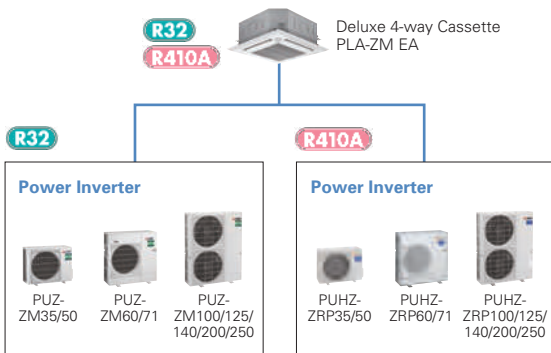 R32
R410A
Deluxe 4-way Cassette
PLA-ZM EA
R32
R410A
Power Inverter
PUZ-
ZM35/50
PUZ-
ZM60/71
PUZ-
ZM100/125/
140/200/250
Power Inverter
PUHZ-
ZRP35/50
PUHZ-
ZRP60/71
PUHZ-
ZRP100/125/
140/200/250